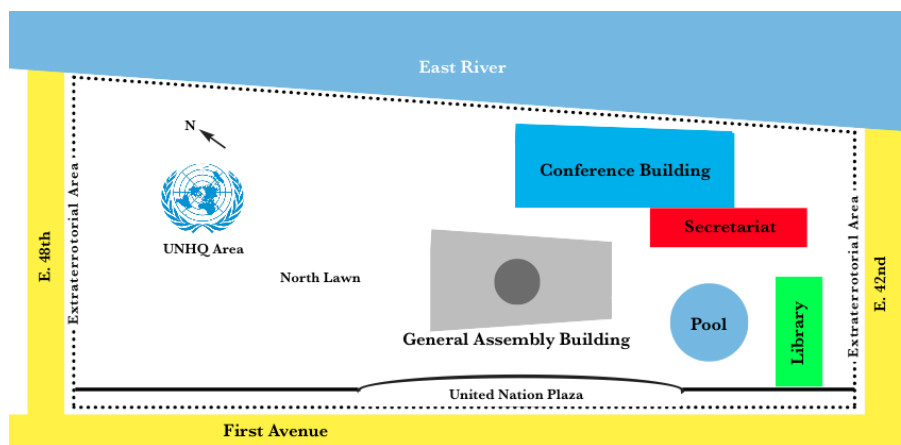 East River
N
Conference Building
Secretariat
UNHQ Area
North Lawn
E. 48th
Extraterrotorial Area
General Assembly Building
Pool
Library
Extraterrotorial Area
E. 42nd
United Nation Plaza
First Avenue